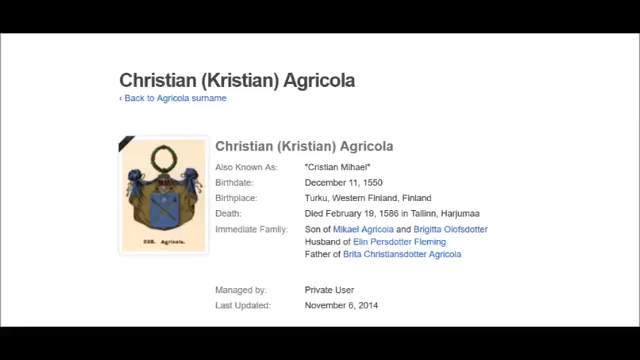 Christian (Kristian) Agricola
‹ Back to Agricola surname
Christian (Kristian) Agricola
Also Known As: "Cristian Mihael"
Birthdate: December 11, 1550
Birthplace: Turku, Western Finland, Finland
Death: Died February 19, 1586 in Tallinn, Harjumaa
Immediate Family: Son of Mikael Agricola and Brigitta Olofsdotter
Husband of Elin Persdotter Fleming
Father of Brita Christiansdotter Agricola
Managed by: Private User
Last Updated: November 6, 2014
Agricola.